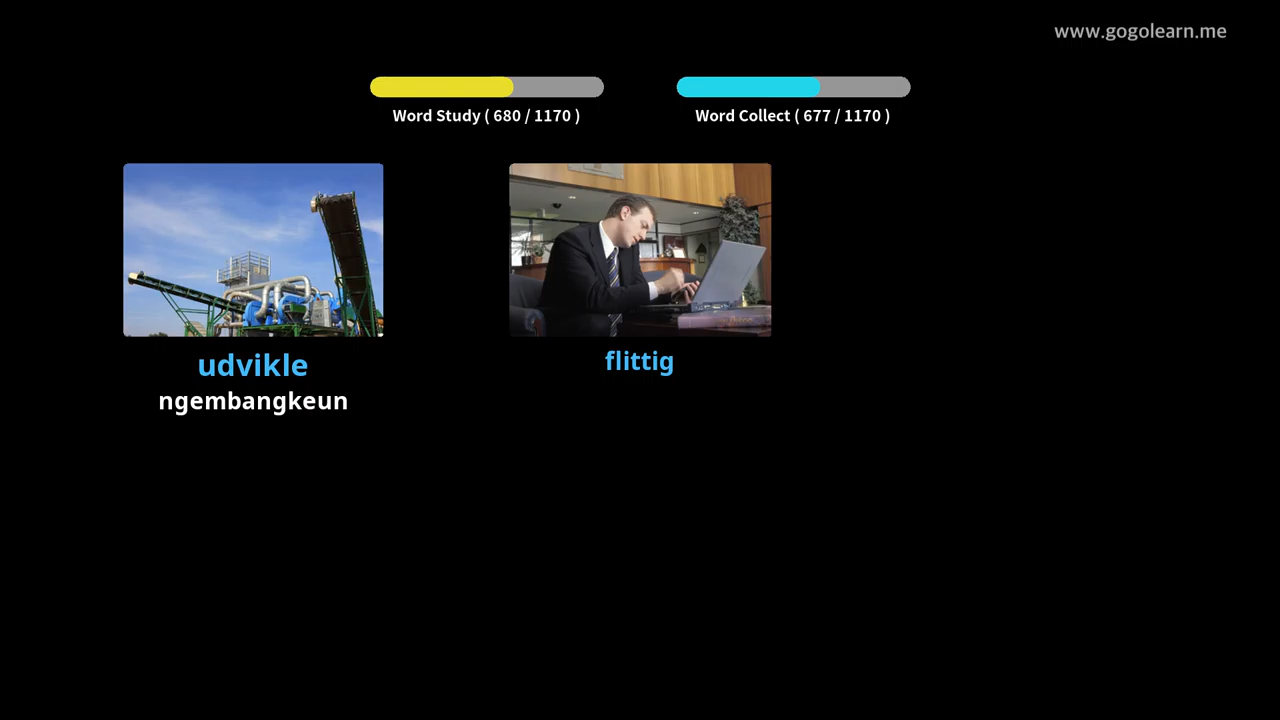 www.gogolearn.me
Word Study ( 680 / 1170 )
Word Collect ( 677 / 1170 )
udvikle
ngembangkeun
flittig